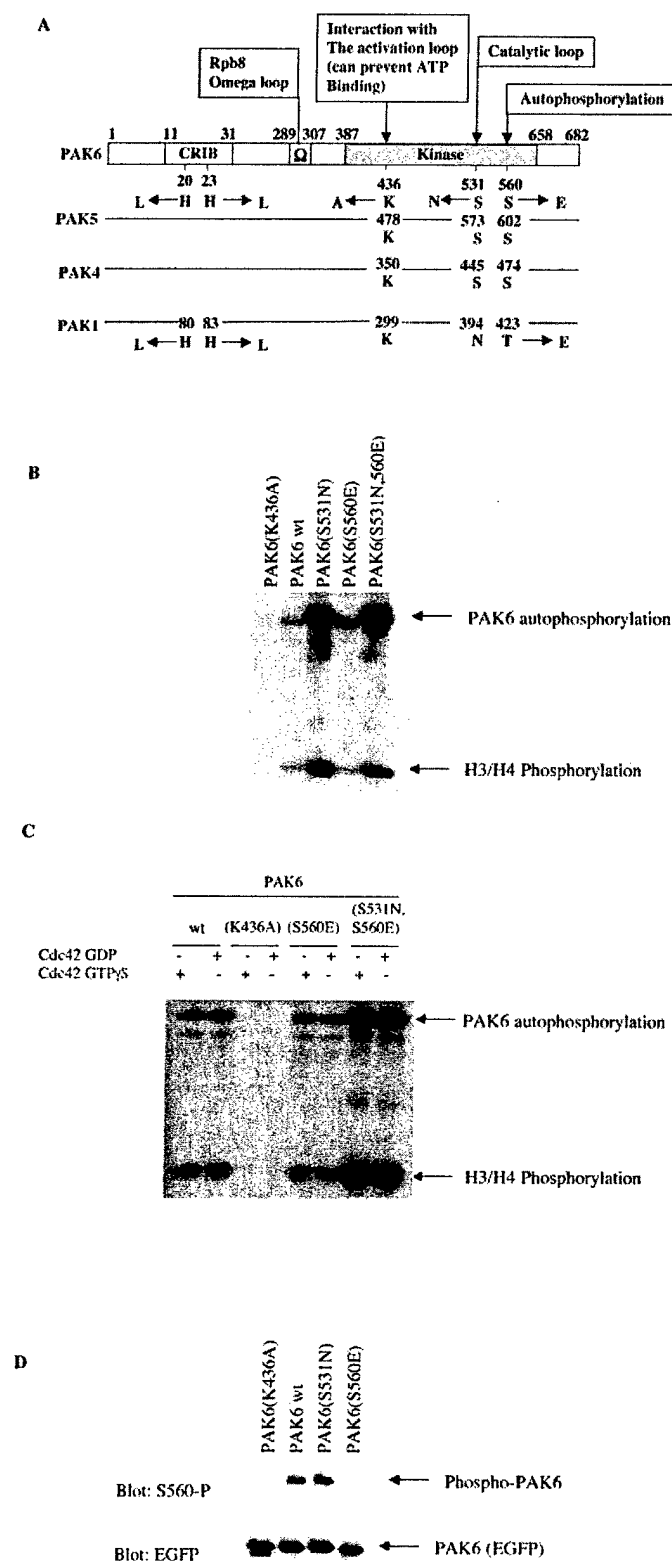 A
Interaction with
The activation loop
(can prevent ATP
Binding)
Catalytic loop
Rpb8
Omega loop
Autophosphorylation
1 11 31 289 307 387 658 682
PAK6 CRIB Ω Kinase
20 23 436 531 560
L H H L A K N S S E
PAK5 478 573 602
K S S
PAK4 350 445 474
K S S
PAK1 80 83 299 394 423
L H H L K N T E
B
PAK6(K436A)
PAK6 wt
PAK6(S531N)
PAK6(S560E)
PAK6(S531N,560E)
PAK6 autophosphorylation
H3/H4 Phosphorylation
C
PAK6
wt (K436A) (S560E) (S531N, S560E)
Cdc42 GDP - + - + - + - +
Cdc42 GTPγS + - + - + - + -
PAK6 autophosphorylation
H3/H4 Phosphorylation
D
PAK6(K436A)
PAK6 wt
PAK6(S531N)
PAK6(S560E)
Blot: S560-P Phospho-PAK6
Blot: EGFP PAK6 (EGFP)